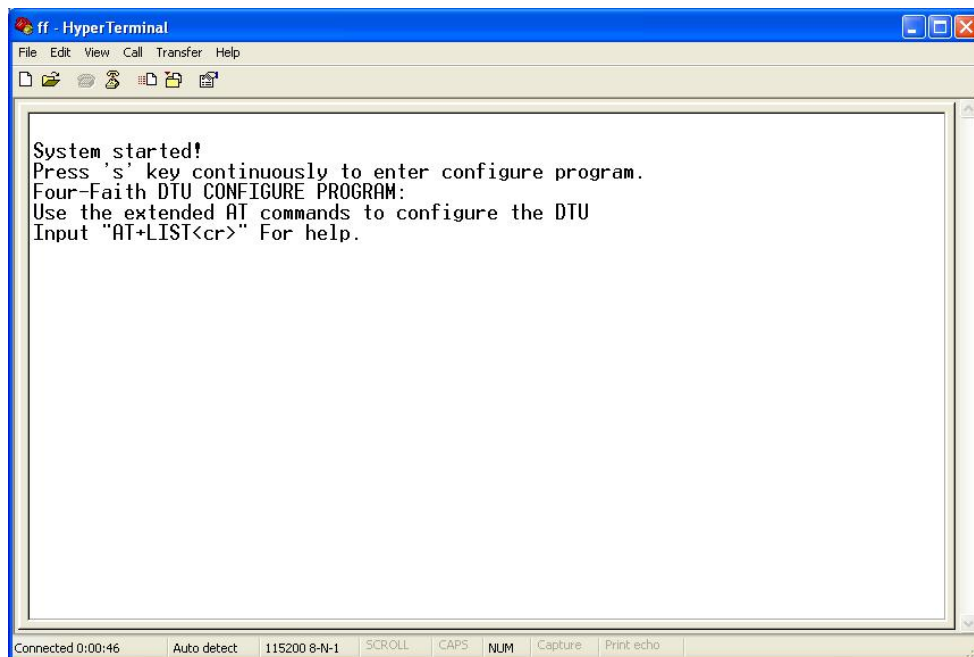 ff - HyperTerminal
File Edit View Call Transfer Help
System started!
Press 's' key continuously to enter configure program.
Four-Faith DTU CONFIGURE PROGRAM:
Use the extended AT commands to configure the DTU
Input "AT+LIST<cr>" For help.
Connected 0:00:46 Auto detect 115200 8-N-1 SCROLL CAPS NUM Capture Print echo